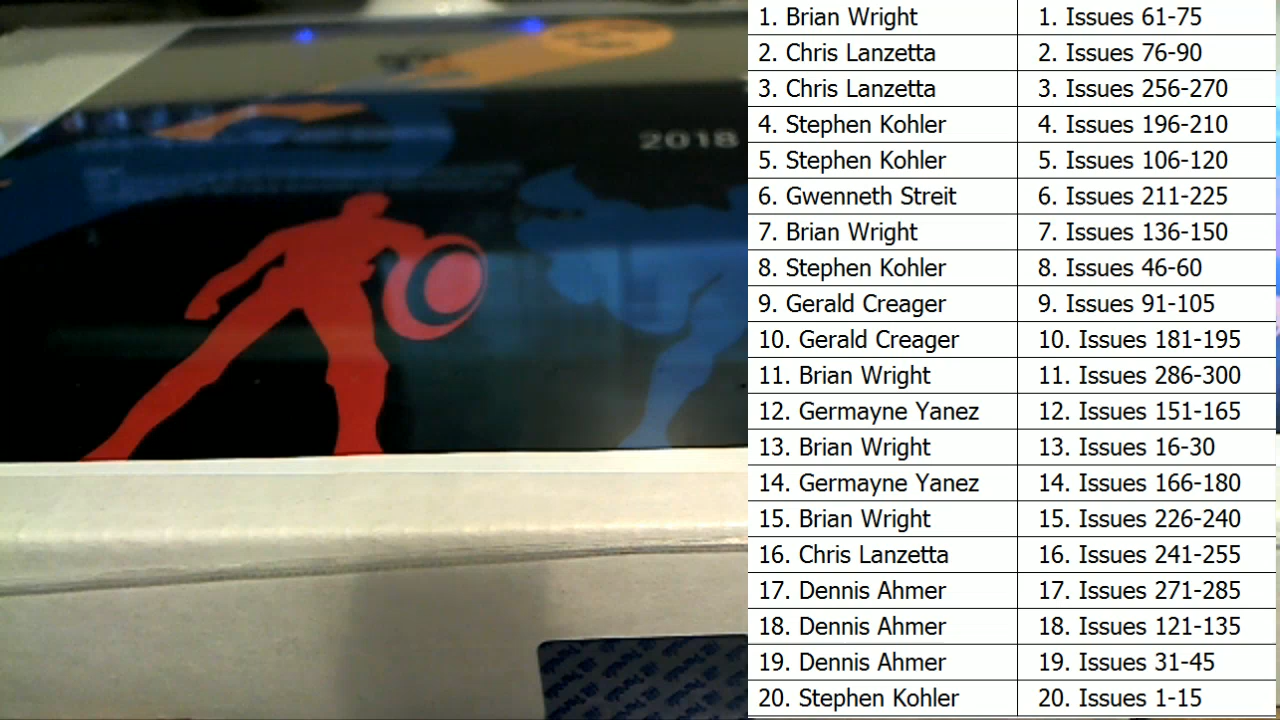 2018
1. Brian Wright 1. Issues 61-75
2. Chris Lanzetta 2. Issues 76-90
3. Chris Lanzetta 3. Issues 256-270
4. Stephen Kohler 4. Issues 196-210
5. Stephen Kohler 5. Issues 106-120
6. Gwenneth Streit 6. Issues 211-225
7. Brian Wright 7. Issues 136-150
8. Stephen Kohler 8. Issues 46-60
9. Gerald Creager 9. Issues 91-105
10. Gerald Creager 10. Issues 181-195
11. Brian Wright 11. Issues 286-300
12. Germayne Yanez 12. Issues 151-165
13. Brian Wright 13. Issues 16-30
14. Germayne Yanez 14. Issues 166-180
15. Brian Wright 15. Issues 226-240
16. Chris Lanzetta 16. Issues 241-255
17. Dennis Ahmer 17. Issues 271-285
18. Dennis Ahmer 18. Issues 121-135
19. Dennis Ahmer 19. Issues 31-45
20. Stephen Kohler 20. Issues 1-15